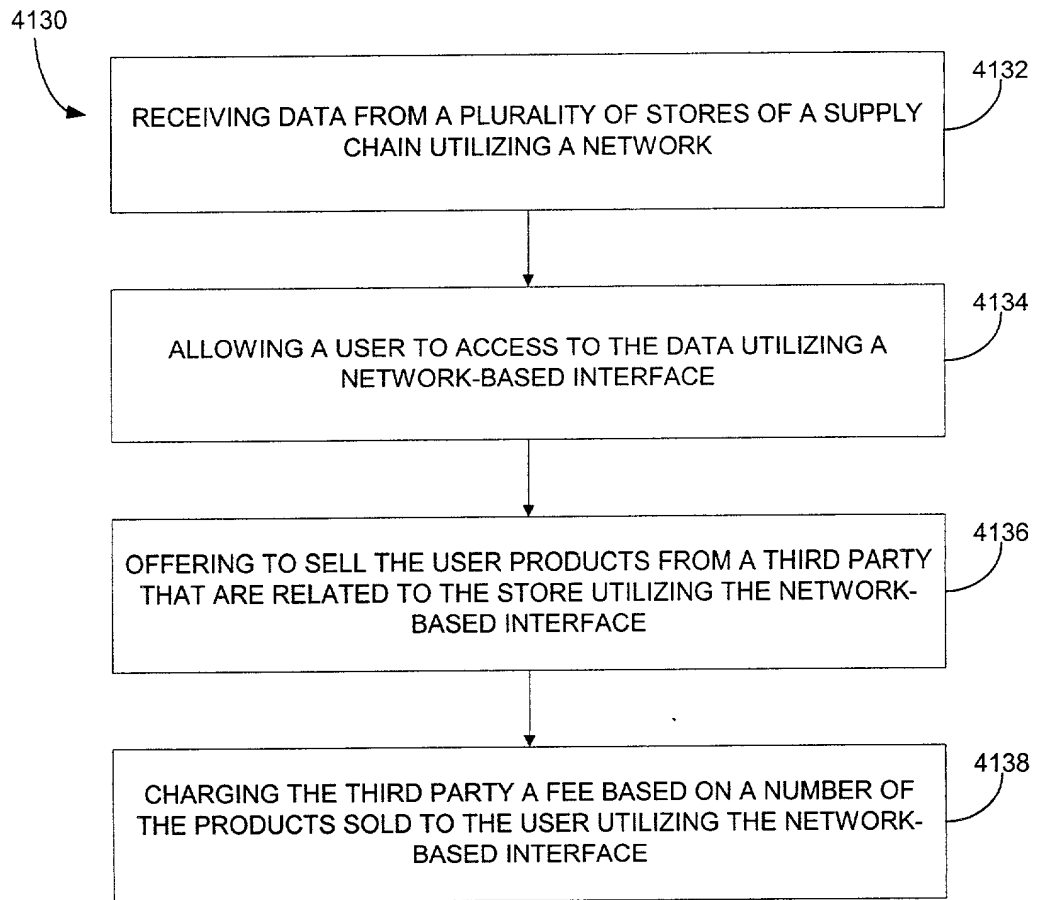 4130
4132
RECEIVING DATA FROM A PLURALITY OF STORES OF A SUPPLY
CHAIN UTILIZING A NETWORK
4134
ALLOWING A USER TO ACCESS TO THE DATA UTILIZING A
NETWORK-BASED INTERFACE
4136
OFFERING TO SELL THE USER PRODUCTS FROM A THIRD PARTY
THAT ARE RELATED TO THE STORE UTILIZING THE NETWORK-
BASED INTERFACE
4138
CHARGING THE THIRD PARTY A FEE BASED ON A NUMBER OF
THE PRODUCTS SOLD TO THE USER UTILIZING THE NETWORK-
BASED INTERFACE